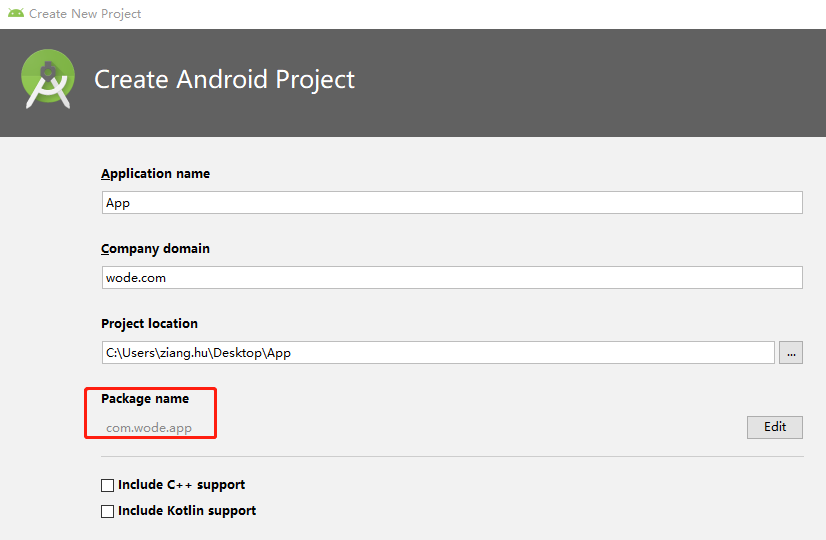 Create New Project
Create Android Project
Application name
App
Company domain
wode.com
Project location
C:\Users\ziang.hu\Desktop\App
...
Package name
com.wode.app
Edit
Include C++ support
Include Kotlin support